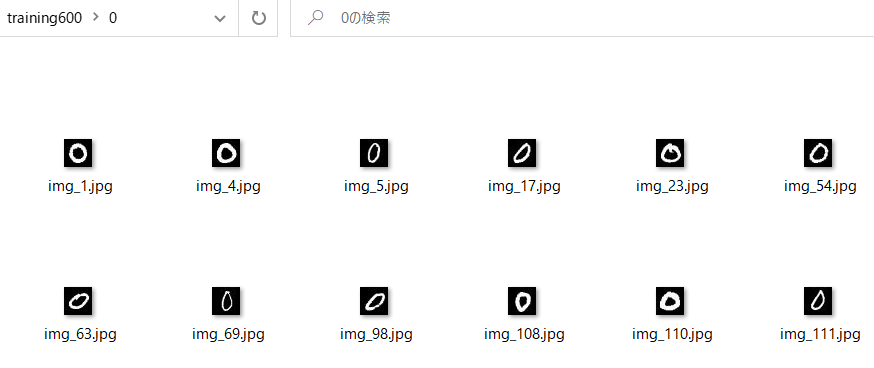 training600 > 0 0の検索
img_1.jpg img_4.jpg img_5.jpg img_17.jpg img_23.jpg img_54.jpg
img_63.jpg img_69.jpg img_98.jpg img_108.jpg img_110.jpg img_111.jpg